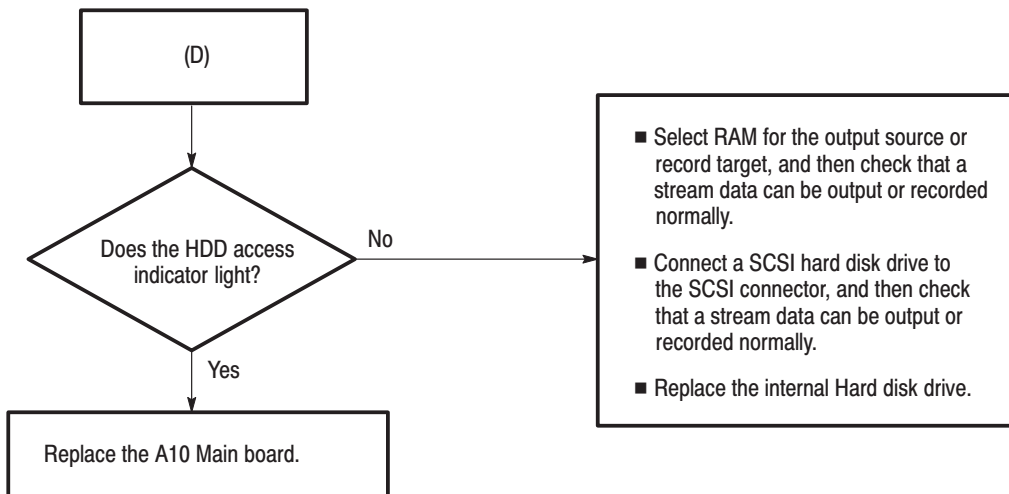 (D)
Does the HDD access
indicator light?
No
Yes
Replace the A10 Main board.
■ Select RAM for the output source or
record target, and then check that a
stream data can be output or recorded
normally.
■ Connect a SCSI hard disk drive to
the SCSI connector, and then check
that a stream data can be output or
recorded normally.
■ Replace the internal Hard disk drive.